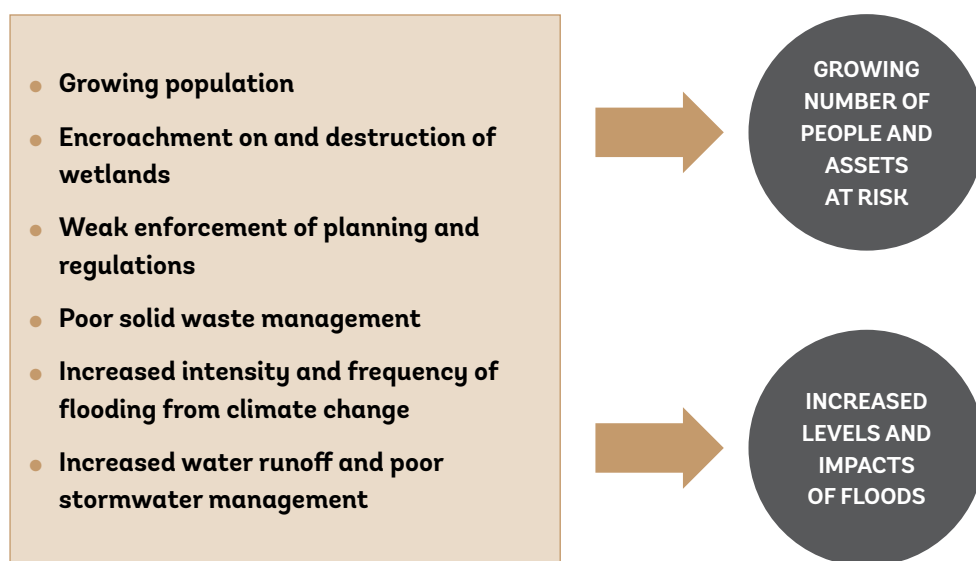 Growing population
Encroachment on and destruction of
wetlands
Weak enforcement of planning and
regulations
Poor solid waste management
Increased intensity and frequency of
flooding from climate change
Increased water runoff and poor
stormwater management
GROWING
NUMBER OF
PEOPLE AND
ASSETS
AT RISK
INCREASED
LEVELS AND
IMPACTS
OF FLOODS